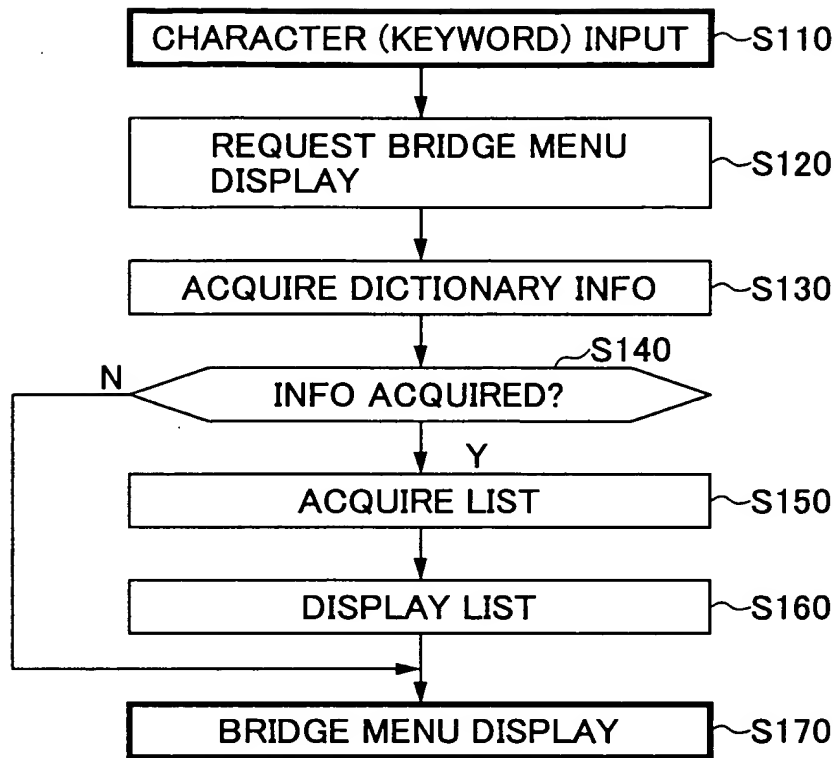 CHARACTER (KEYWORD) INPUT S110
REQUEST BRIDGE MENU
DISPLAY S120
ACQUIRE DICTIONARY INFO S130
S140
N
INFO ACQUIRED?
Y
ACQUIRE LIST S150
DISPLAY LIST S160
BRIDGE MENU DISPLAY S170